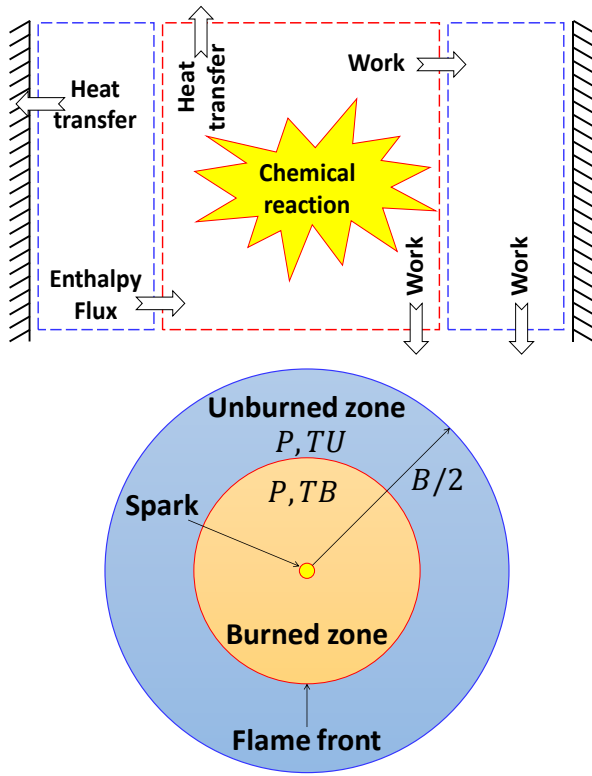 Heat
transfer
Heat
transfer
Work
Chemical
reaction
Enthalpy
Flux
Work
Work
Unburned zone
P, TU
P, TB
B/2
Spark
Burned zone
Flame front